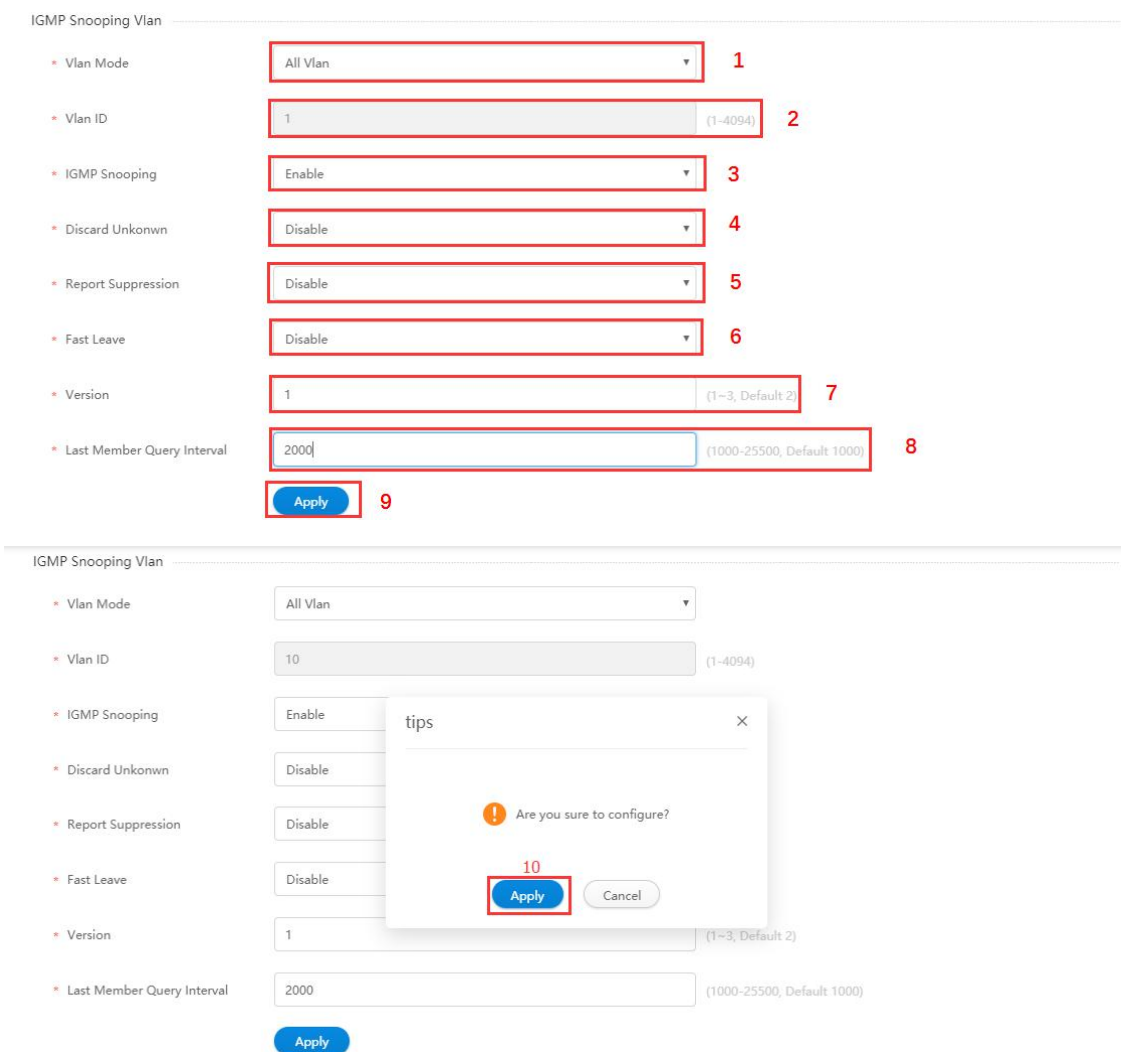 IGMP Snooping Vlan
* Vlan Mode All Vlan 1
* Vlan ID 1 (1-4094) 2
* IGMP Snooping Enable 3
* Discard Unkonwn Disable 4
* Report Suppression Disable 5
* Fast Leave Disable 6
* Version 1 (1~3, Default 2) 7
* Last Member Query Interval 2000 (1000-25500, Default 1000) 8
Apply 9
IGMP Snooping Vlan
* Vlan Mode All Vlan
* Vlan ID 10 (1-4094)
* IGMP Snooping Enable
tips
* Discard Unkonwn Disable
* Report Suppression Disable
Are you sure to configure?
* Fast Leave Disable
10
Apply Cancel
* Version 1 (1~3, Default 2)
* Last Member Query Interval 2000 (1000-25500, Default 1000)
Apply